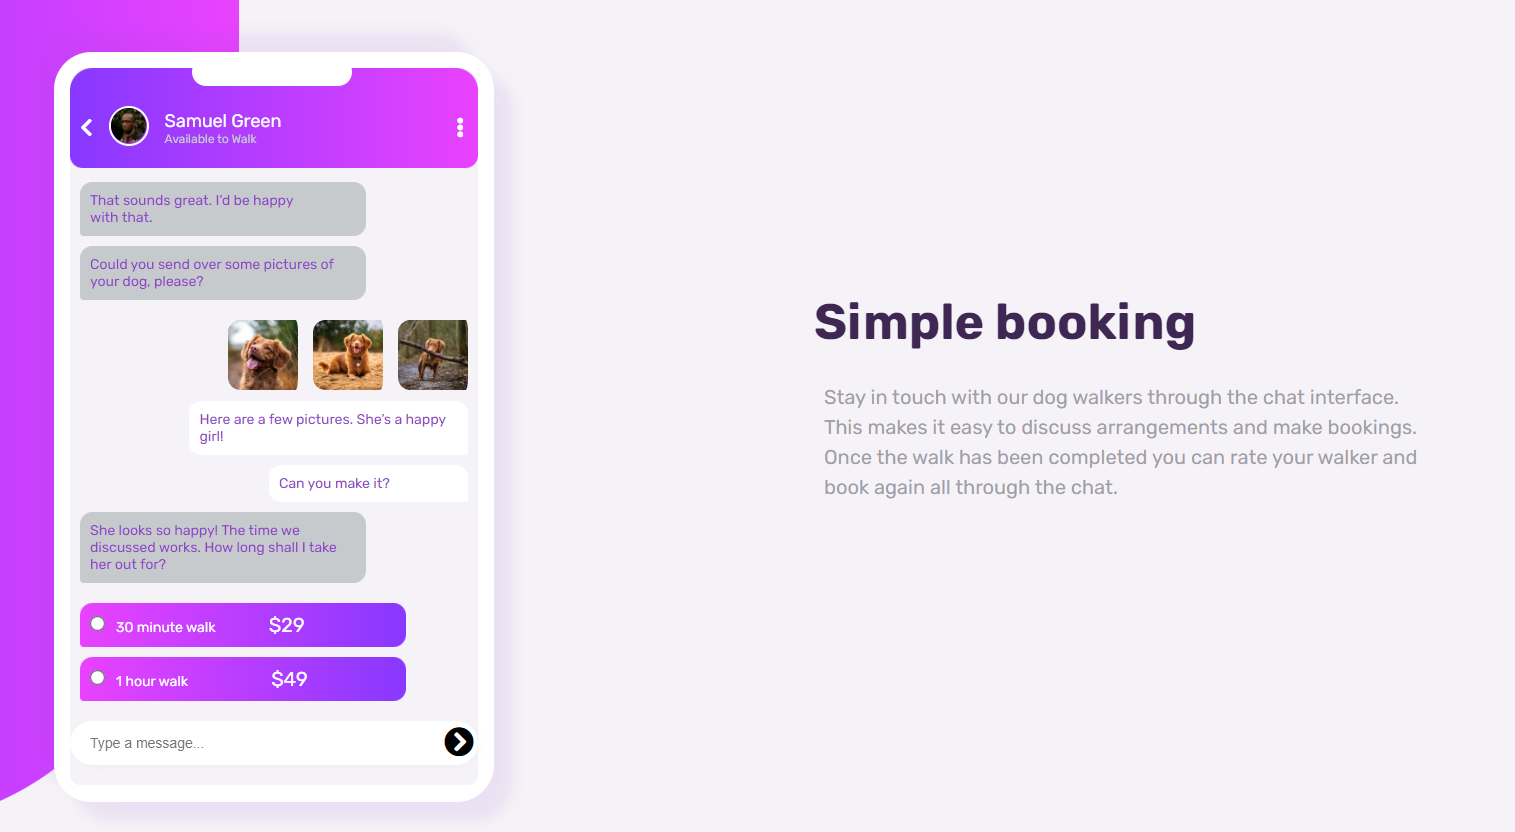 Samuel Green
Available to Walk
That sounds great. I’d be happy
with that.
Could you send over some pictures of
your dog, please?
Here are a few pictures. She’s a happy
girl!
Can you make it?
She looks so happy! The time we
discussed works. How long shall I take
her out for?
30 minute walk $29
1 hour walk $49
Type a message...
Simple booking
Stay in touch with our dog walkers through the chat interface.
This makes it easy to discuss arrangements and make bookings.
Once the walk has been completed you can rate your walker and
book again all through the chat.